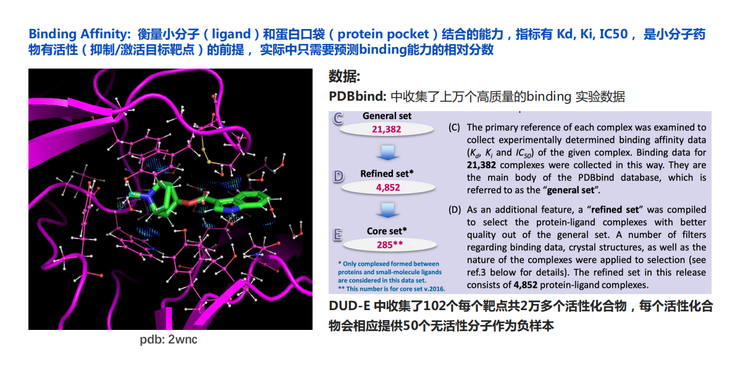 Binding Affinity: 衡量小分子（ligand）和蛋白口袋（protein pocket）结合的能力，指标有 Kd, Ki, IC50， 是小分子药
物有活性（抑制/激活目标靶点）的前提， 实际中只需要预测binding能力的相对分数
pdb: 2wnc
数据:
PDBbind: 中收集了上万个高质量的binding 实验数据
C
General set
21,382
D
Refined set*
4,852
E
Core set*
285**
* Only complexed formed between
proteins and small-molecule ligands
are considered in this data set.
** This number is for core set v.2016.
(C) The primary reference of each complex was examined to
collect experimentally determined binding affinity data
(Kd, Ki and IC50) of the given complex. Binding data for
21,382 complexes were collected in this way. They are
the main body of the PDBbind database, which is
referred to as the “general set”.
(D) As an additional feature, a “refined set” was compiled
to select the protein-ligand complexes with better
quality out of the general set. A number of filters
regarding binding data, crystal structures, as well as the
nature of the complexes were applied to selection (see
ref.3 below for details). The refined set in this release
consists of 4,852 protein-ligand complexes.
DUD-E 中收集了102个每个靶点共2万多个活性化合物，每个活性化合
物会相应提供50个无活性分子作为负样本